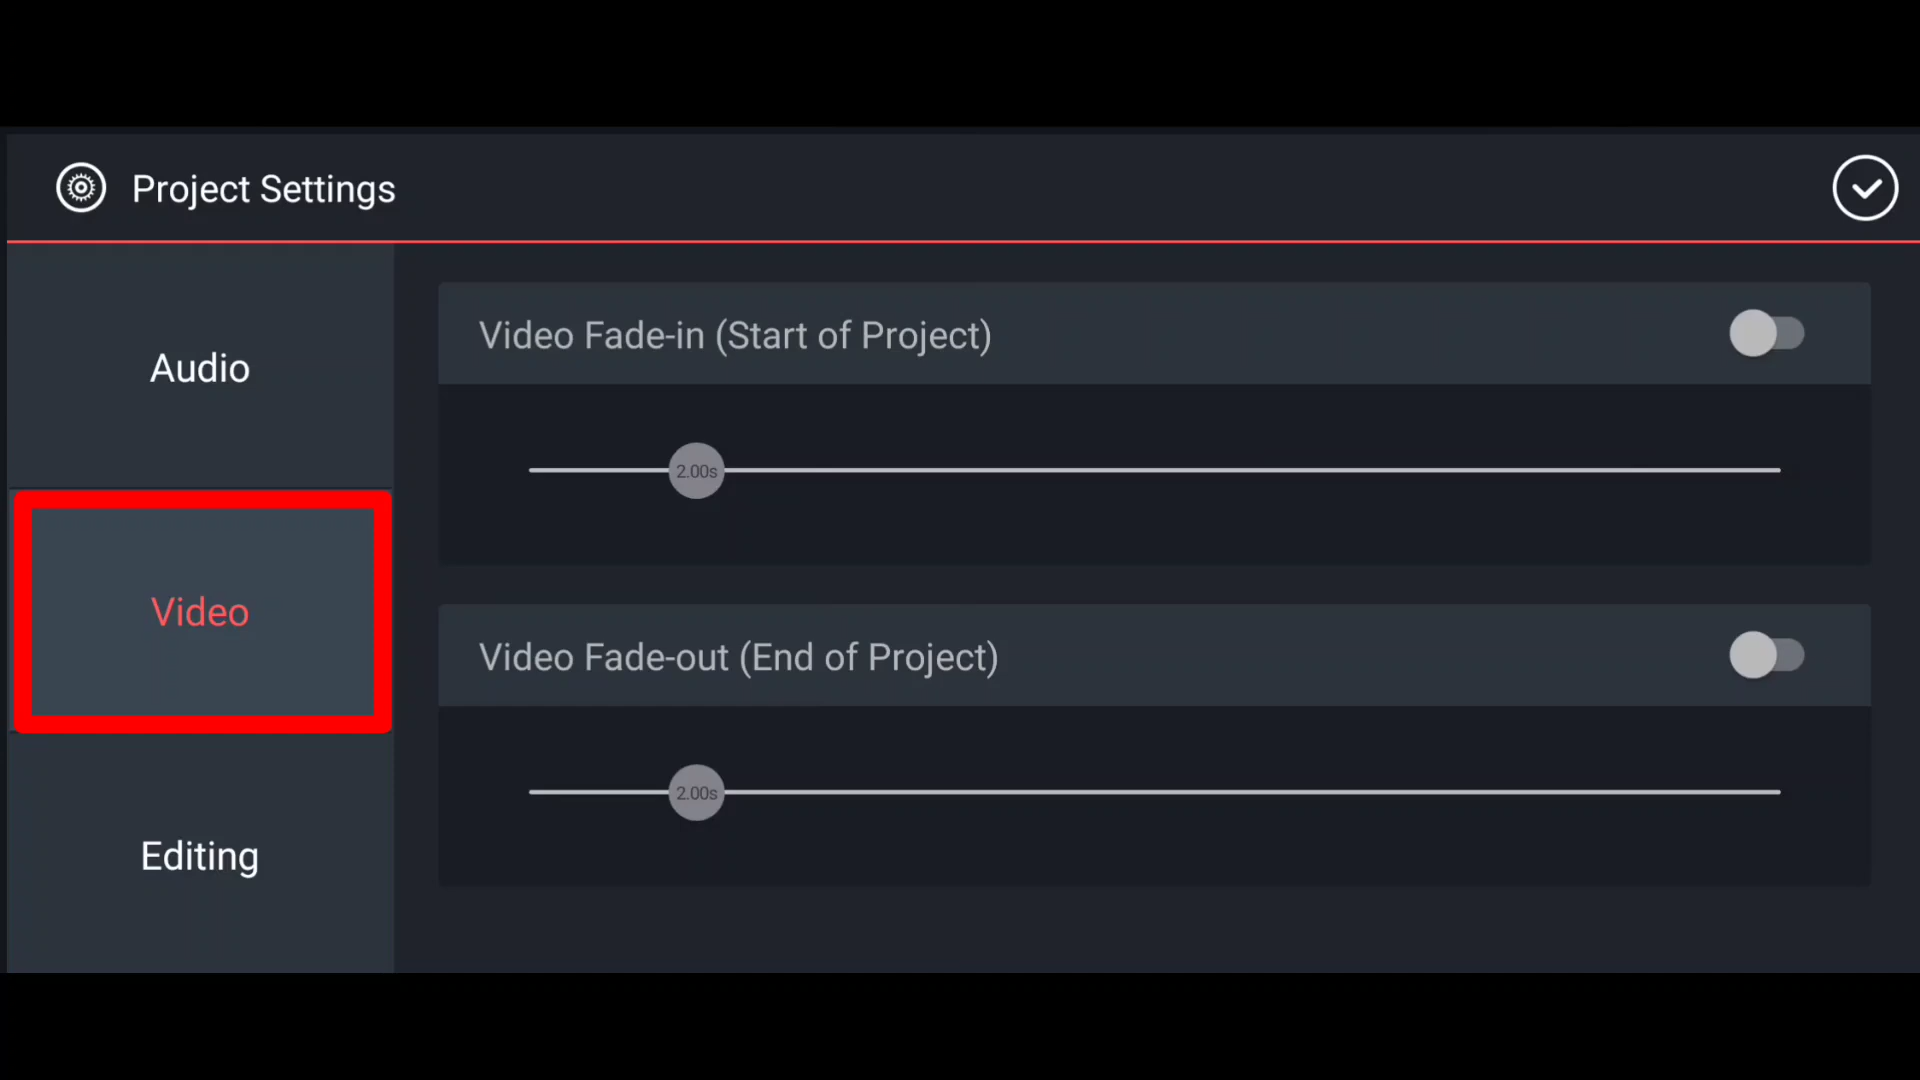 Project Settings
Audio
Video
Editing
Video Fade-in (Start of Project)
2.00s
Video Fade-out (End of Project)
2.00s